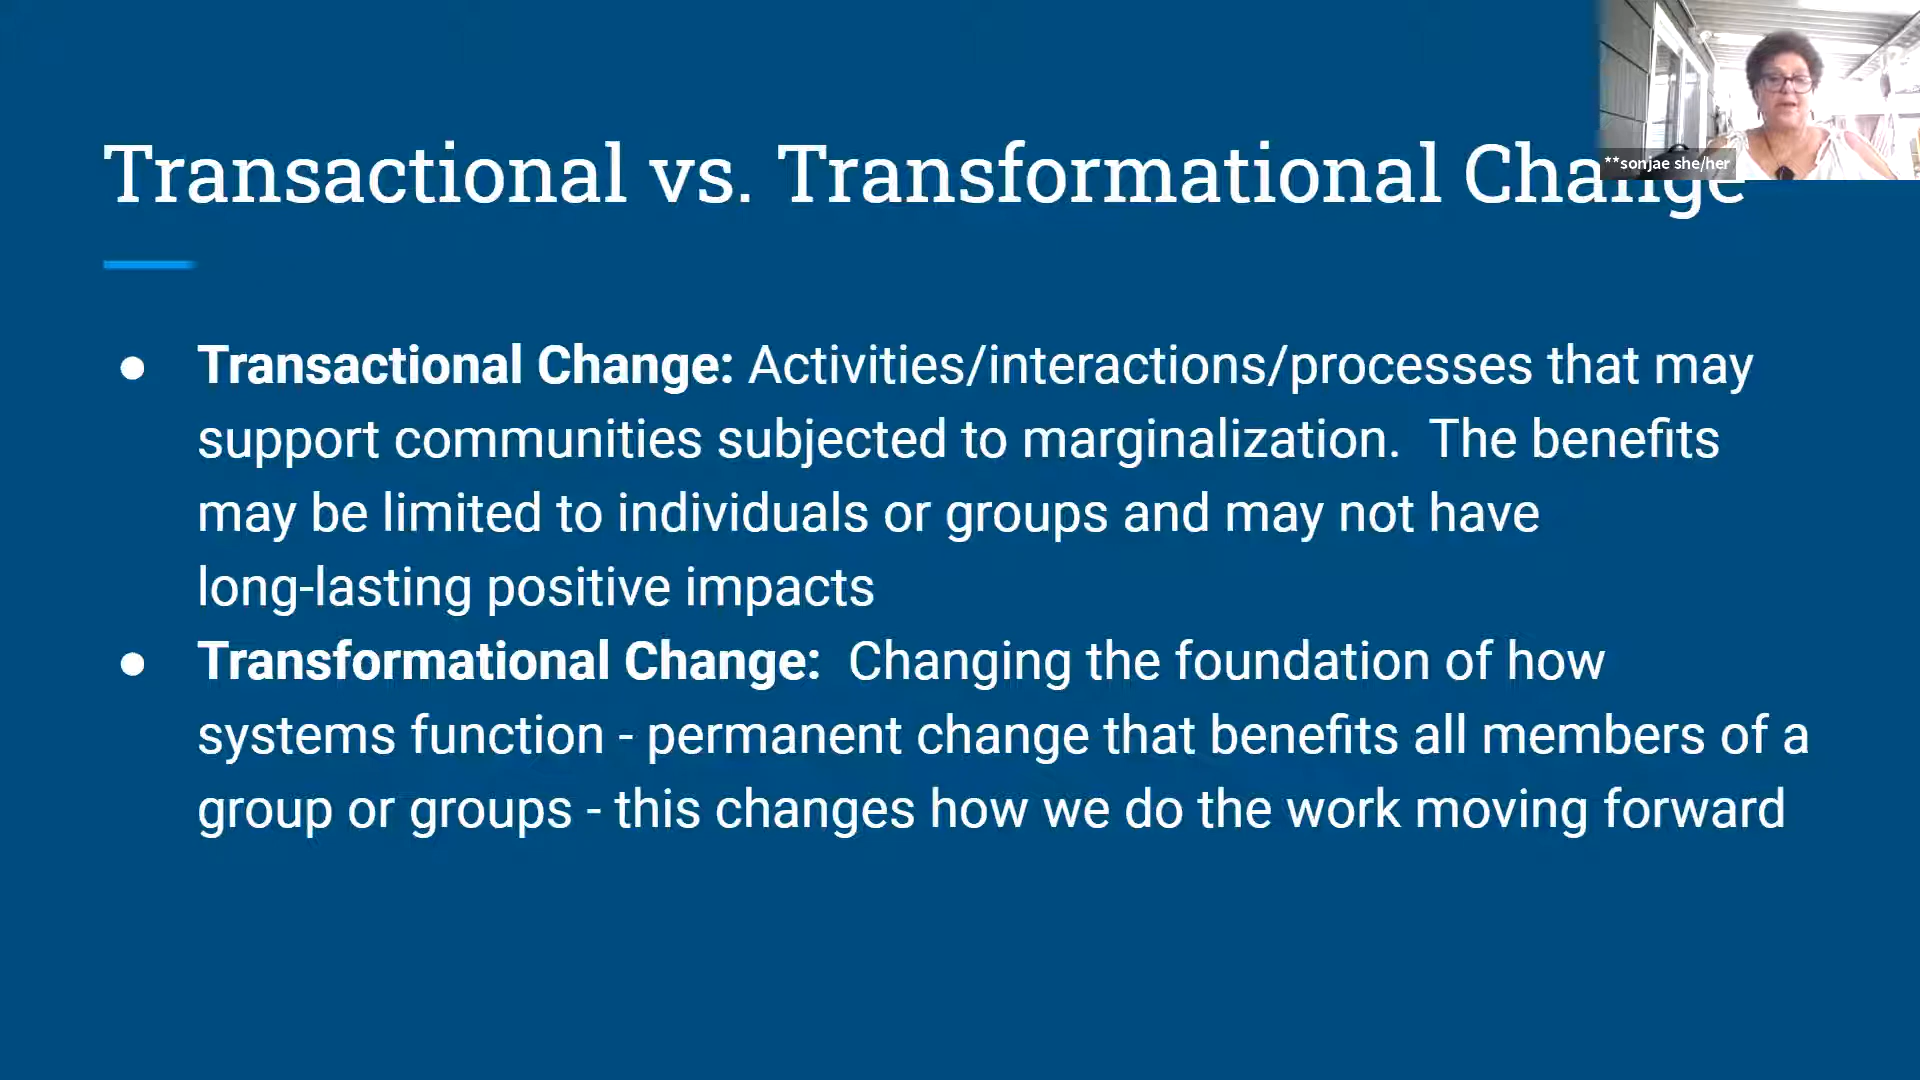 Transactional vs. Transformational Change
**sonjae she/her
● Transactional Change: Activities/interactions/processes that may
support communities subjected to marginalization.  The benefits
may be limited to individuals or groups and may not have
long-lasting positive impacts
● Transformational Change:  Changing the foundation of how
systems function - permanent change that benefits all members of a
group or groups - this changes how we do the work moving forward